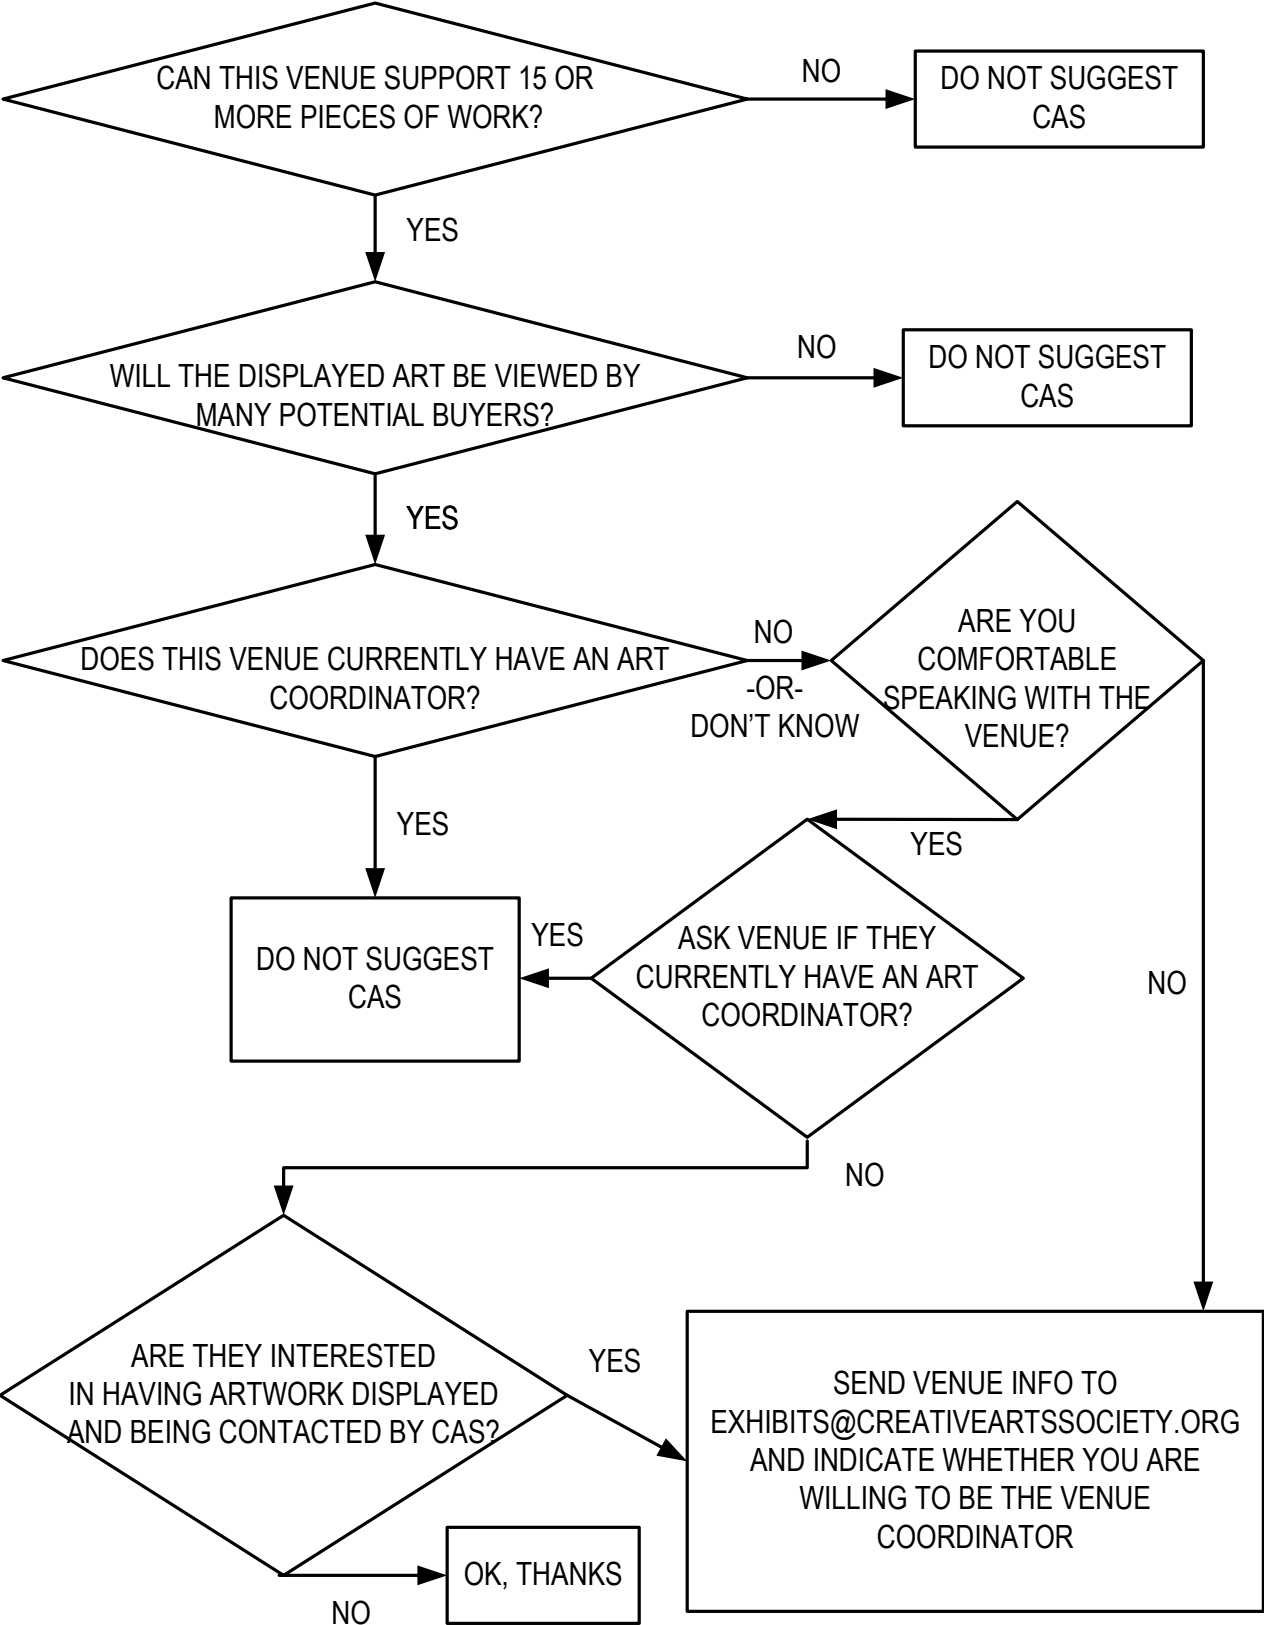 CAN THIS VENUE SUPPORT 15 OR
MORE PIECES OF WORK?
NO
DO NOT SUGGEST
CAS
YES
WILL THE DISPLAYED ART BE VIEWED BY
MANY POTENTIAL BUYERS?
NO
DO NOT SUGGEST
CAS
YES
DOES THIS VENUE CURRENTLY HAVE AN ART
COORDINATOR?
NO
-OR-
DON'T KNOW
ARE YOU
COMFORTABLE
SPEAKING WITH THE
VENUE?
YES
YES
DO NOT SUGGEST
CAS
YES
ASK VENUE IF THEY
CURRENTLY HAVE AN ART
COORDINATOR?
NO
NO
ARE THEY INTERESTED
IN HAVING ARTWORK DISPLAYED
AND BEING CONTACTED BY CAS?
YES
SEND VENUE INFO TO
EXHIBITS@CREATIVEARTSSOCIETY.ORG
AND INDICATE WHETHER YOU ARE
WILLING TO BE THE VENUE
COORDINATOR
NO
OK, THANKS